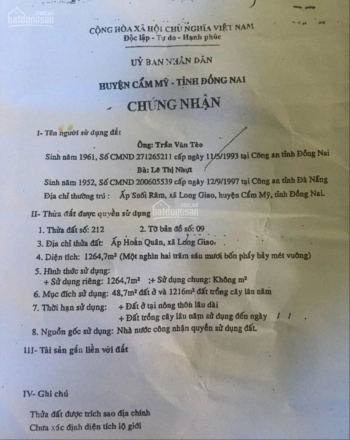 CỘNG HÒA XÃ HỘI CHỦ NGHĨA VIỆT NAM
Độc lập - Tự do - Hạnh phúc
ỦY BAN NHÂN DÂN
HUYỆN CẨM MỸ - TỈNH ĐỒNG NAI
CHỨNG NHẬN
I- Tên người sử dụng đất:
Ông: Trần Văn Tèo
Sinh năm 1961, Số CMND 271265211 cấp ngày 11/5/1993 tại Công an tỉnh Đồng Nai
Bà: Lê Thị Nhựt
Sinh năm 1952, Số CMND 200605539 cấp ngày 12/9/1997 tại Công an tỉnh Đà Nẵng
Địa chỉ thường trú : Ấp Suối Râm, xã Long Giao, huyện Cẩm Mỹ, tỉnh Đồng Nai.
II- Thửa đất được quyền sử dụng
1. Thửa đất số: 212 2. Tờ bản đồ số: 09
3. Địa chỉ thửa đất: Ấp Hoàn Quân, xã Long Giao,
4. Diện tích: 1264,7m² (Một nghìn hai trăm sáu mươi bốn phẩy bảy mét vuông)
5. Hình thức sử dụng:
+ Sử dụng riêng: 1264,7m² ;+ Sử dụng chung: Không m²
6. Mục đích sử dụng: 48,7m² đất ở và 1216m² đất trồng cây lâu năm
7. Thời hạn sử dụng: + Đất ở tại nông thôn lâu dài
+ Đất trồng cây lâu năm sử dụng đến ngày / /
8. Nguồn gốc sử dụng: Nhà nước công nhận quyền sử dụng đất.
III- Tài sản gắn liền với đất
IV- Ghi chú
Thửa đất được trích sao địa chính
Chưa xác định diện tích lộ giới
batdongsan